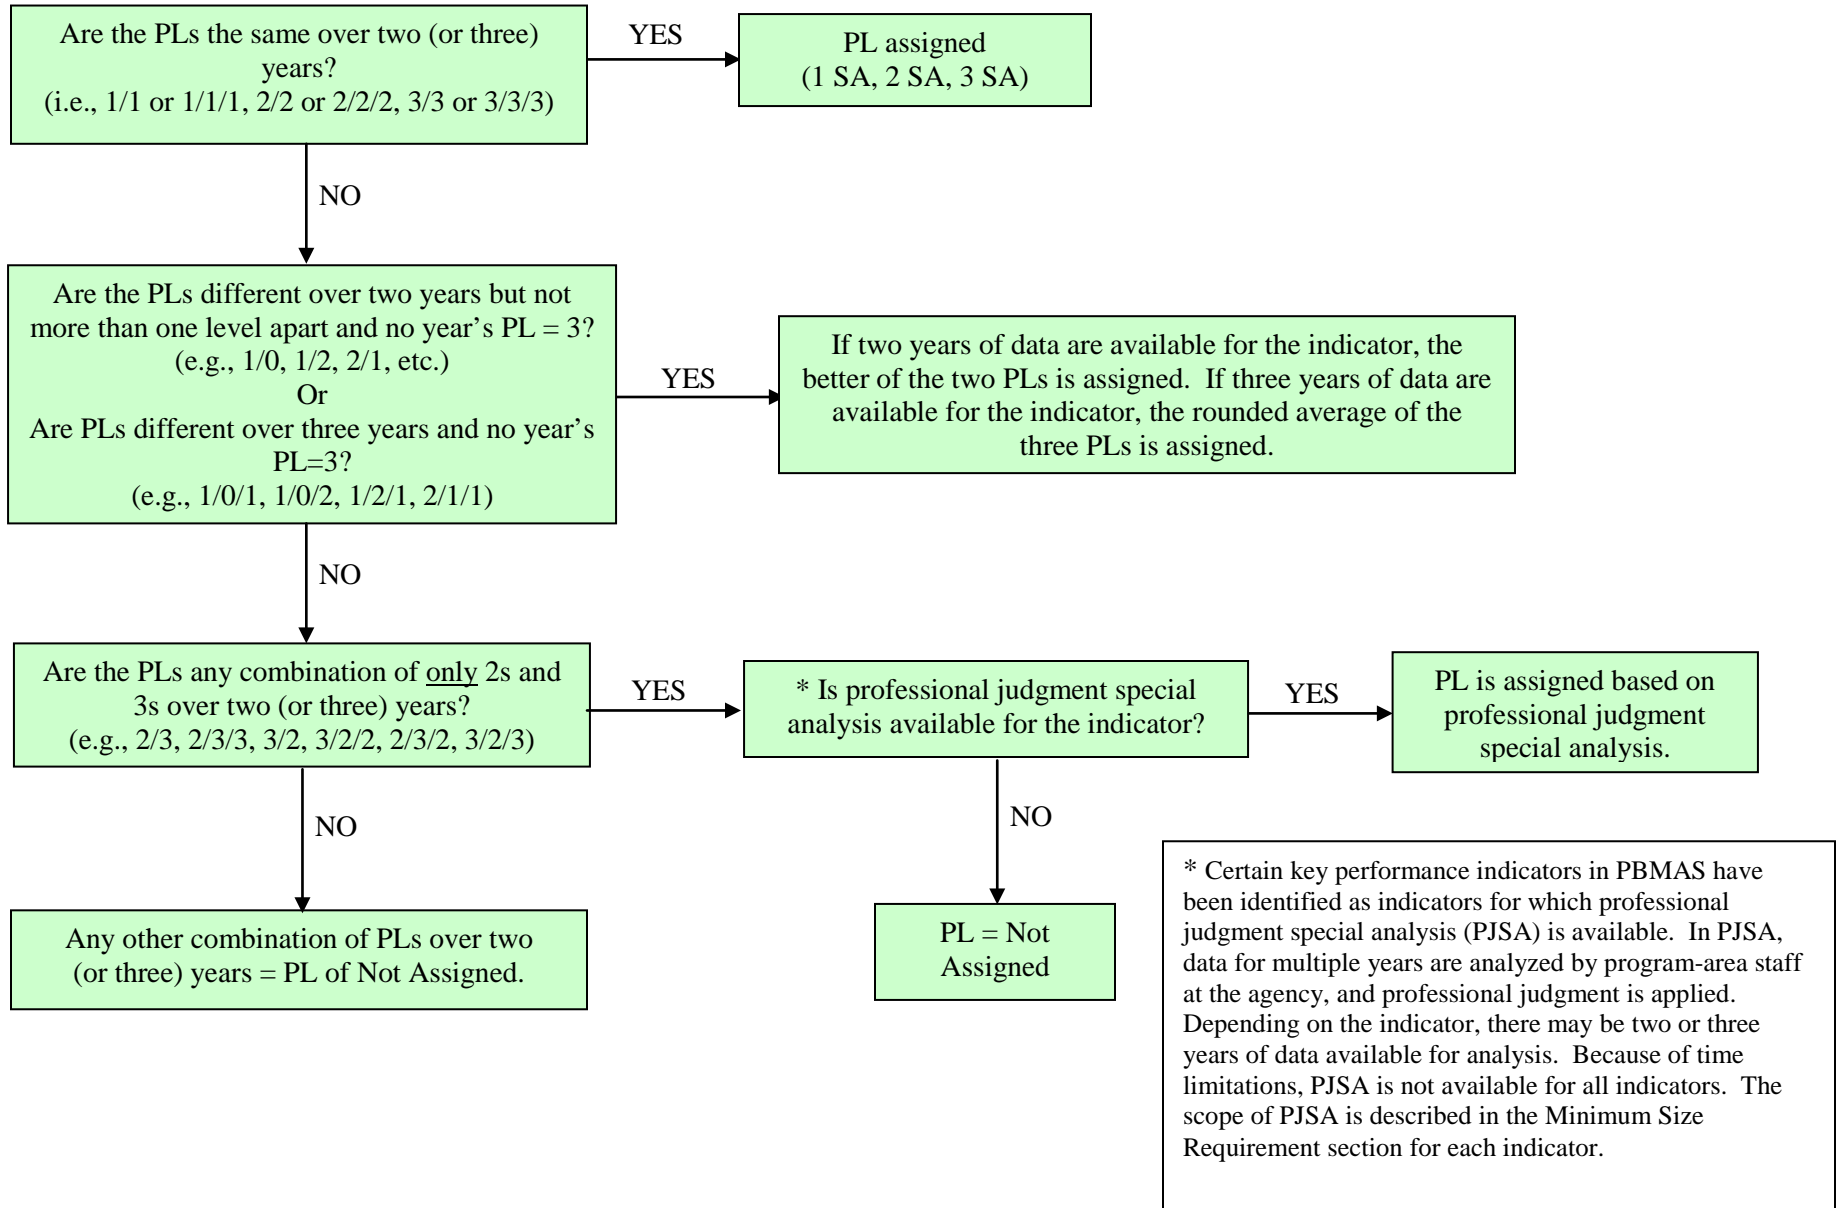 Are the PLs the same over two (or three)
years?
(i.e., 1/1 or 1/1/1, 2/2 or 2/2/2, 3/3 or 3/3/3)
YES
PL assigned
(1 SA, 2 SA, 3 SA)
NO
Are the PLs different over two years but not
more than one level apart and no year’s PL = 3?
(e.g., 1/0, 1/2, 2/1, etc.)
Or
Are PLs different over three years and no year’s
PL=3?
(e.g., 1/0/1, 1/0/2, 1/2/1, 2/1/1)
YES
If two years of data are available for the indicator, the
better of the two PLs is assigned.  If three years of data are
available for the indicator, the rounded average of the
three PLs is assigned.
NO
Are the PLs any combination of only 2s and
3s over two (or three) years?
(e.g., 2/3, 2/3/3, 3/2, 3/2/2, 2/3/2, 3/2/3)
YES
* Is professional judgment special
analysis available for the indicator?
YES
PL is assigned based on
professional judgment
special analysis.
NO
Any other combination of PLs over two
(or three) years = PL of Not Assigned.
NO
PL = Not
Assigned
* Certain key performance indicators in PBMAS have
been identified as indicators for which professional
judgment special analysis (PJSA) is available.  In PJSA,
data for multiple years are analyzed by program-area staff
at the agency, and professional judgment is applied.
Depending on the indicator, there may be two or three
years of data available for analysis.  Because of time
limitations, PJSA is not available for all indicators.  The
scope of PJSA is described in the Minimum Size
Requirement section for each indicator.